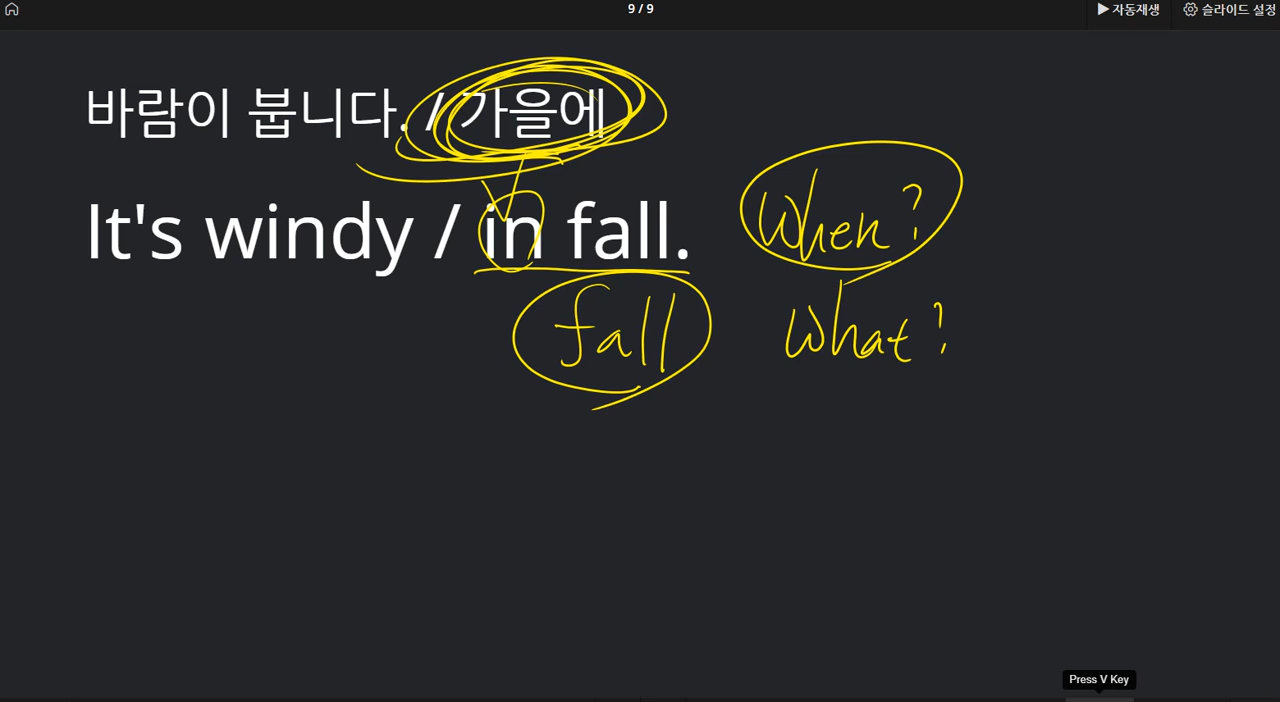 9 / 9
▶ 자동재생
슬라이드 설정
바람이 붑니다. / 가을에
It's windy / in fall.
When?
fall
What?
Press V Key